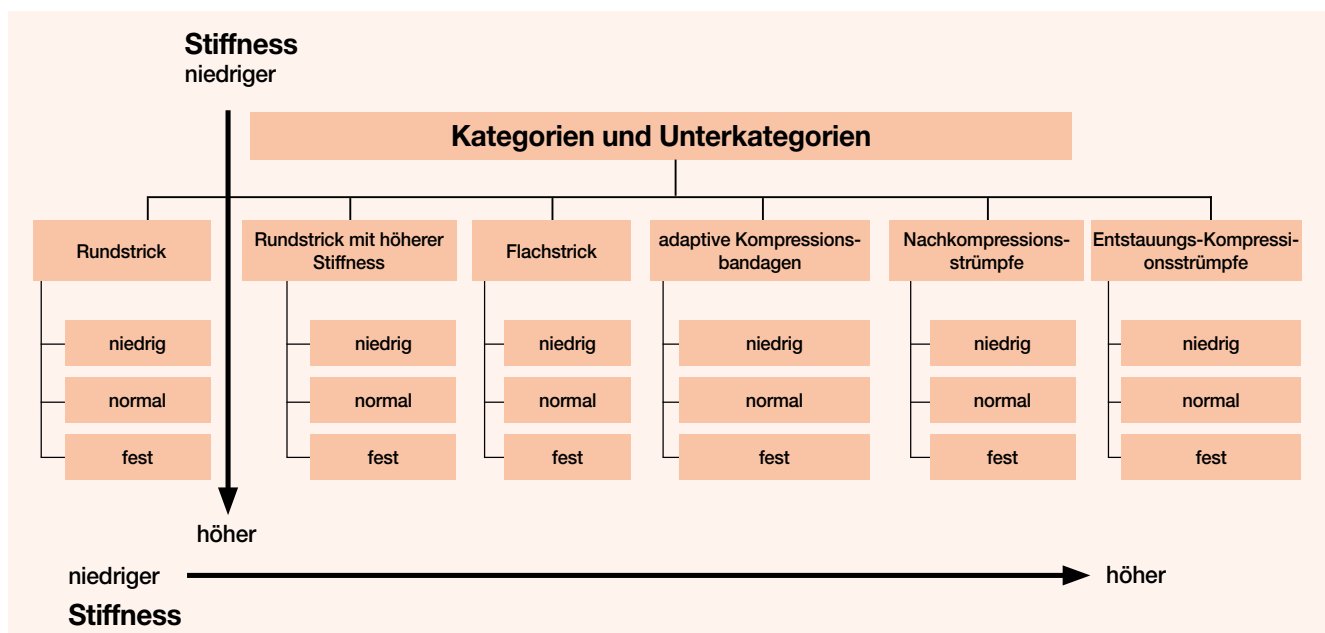 Stiffness
niedriger
Kategorien und Unterkategorien
Rundstrick
Rundstrick mit höherer
Stiffness
Flachstrick
adaptive Kompressions-
bandagen
Nachkompressions-
strümpfe
Entstauungs-Kompressi-
onsstrümpfe
niedrig
niedrig
niedrig
niedrig
niedrig
niedrig
normal
normal
normal
normal
normal
normal
fest
fest
fest
fest
fest
fest
höher
niedriger
höher
Stiffness